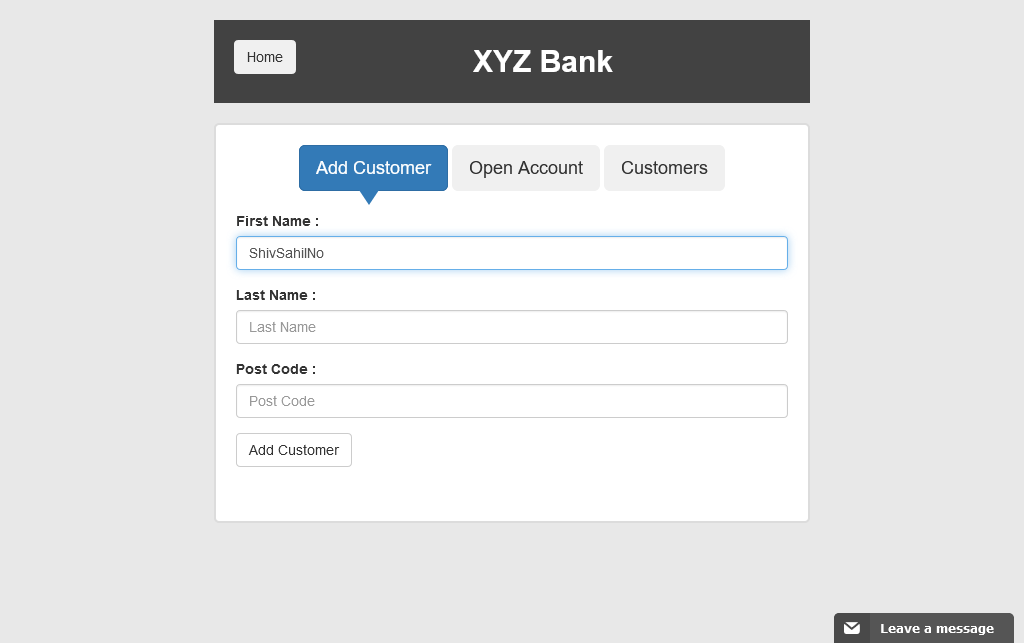 Home
XYZ Bank
Add Customer
Open Account
Customers
First Name :
ShivSahilNo
Last Name :
Last Name
Post Code :
Post Code
Add Customer
Leave a message